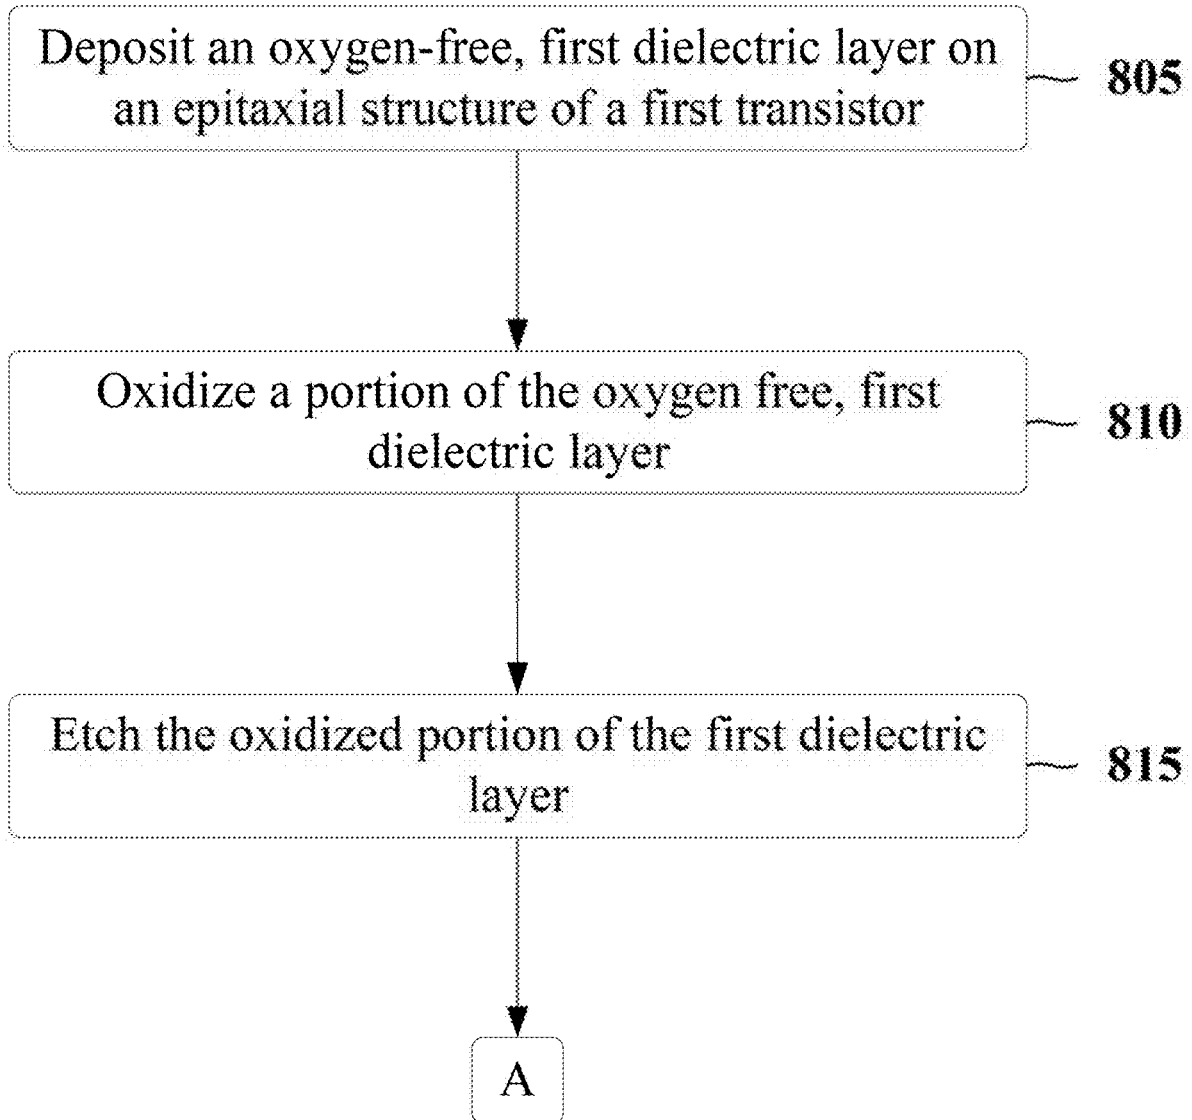 Deposit an oxygen-free, first dielectric layer on
an epitaxial structure of a first transistor
805
Oxidize a portion of the oxygen free, first
dielectric layer
810
Etch the oxidized portion of the first dielectric
layer
815
A